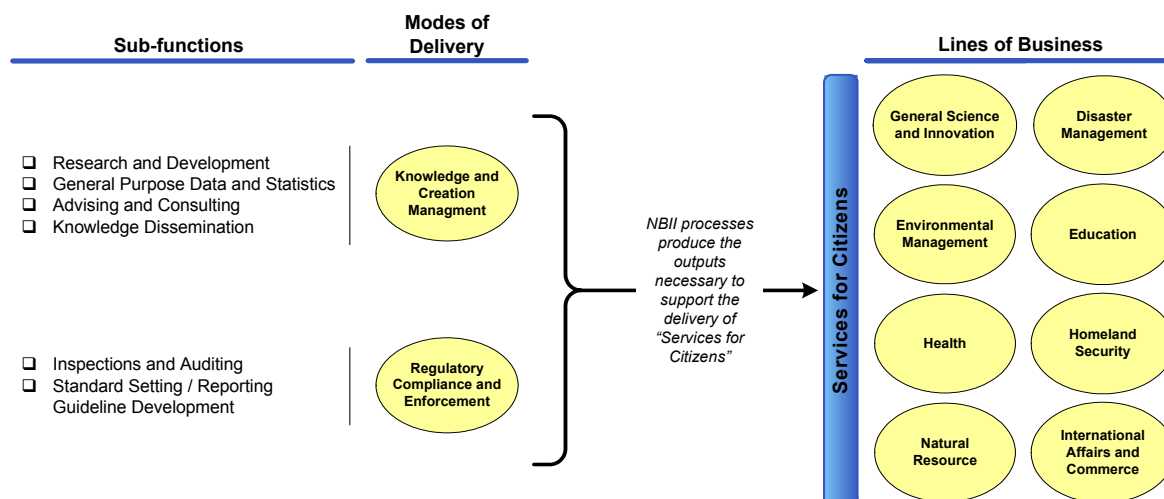 Sub-functions
Modes of
Delivery
Lines of Business
Research and Development
General Purpose Data and Statistics
Advising and Consulting
Knowledge Dissemination
Knowledge and
Creation
Managment
Inspections and Auditing
Standard Setting / Reporting
Guideline Development
Regulatory
Compliance and
Enforcement
NBII processes
produce the
outputs
necessary to
support the
delivery of
“Services for
Citizens”
Services for Citizens
General Science
and Innovation
Disaster
Management
Environmental
Management
Education
Health
Homeland
Security
Natural
Resource
International
Affairs and
Commerce